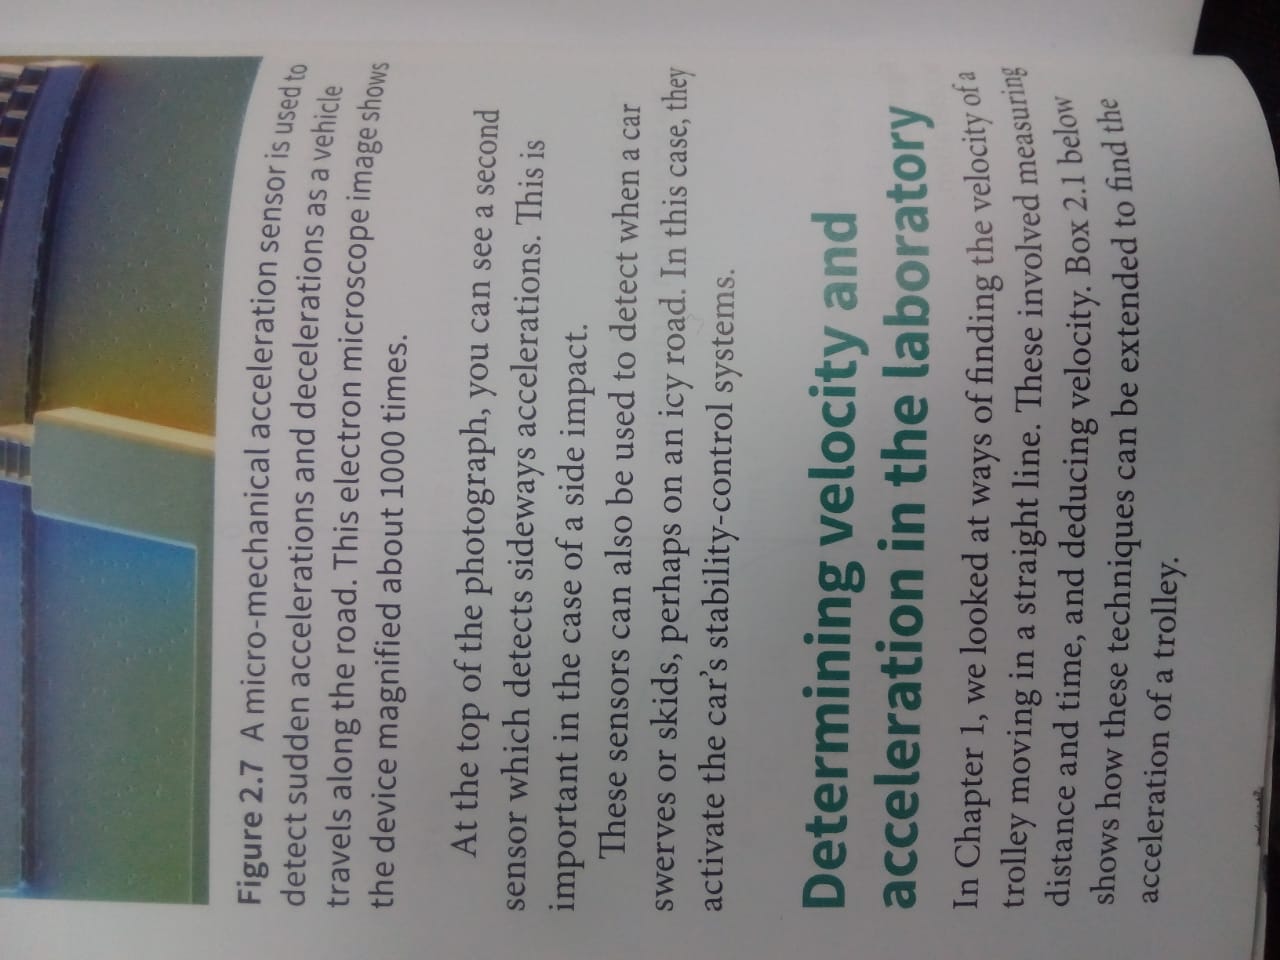 Figure 2.7 A micro-mechanical acceleration sensor is used to
detect sudden accelerations and decelerations as a vehicle
travels along the road. This electron microscope image shows
the device magnified about 1000 times.
At the top of the photograph, you can see a second
sensor which detects sideways accelerations. This is
important in the case of a side impact.
These sensors can also be used to detect when a car
swerves or skids, perhaps on an icy road. In this case, they
activate the car's stability-control systems.
Determining velocity and
acceleration in the laboratory
In Chapter 1, we looked at ways of finding the velocity of a
trolley moving in a straight line. These involved measuring
distance and time, and deducing velocity. Box 2.1 below
shows how these techniques can be extended to find the
acceleration of a trolley.